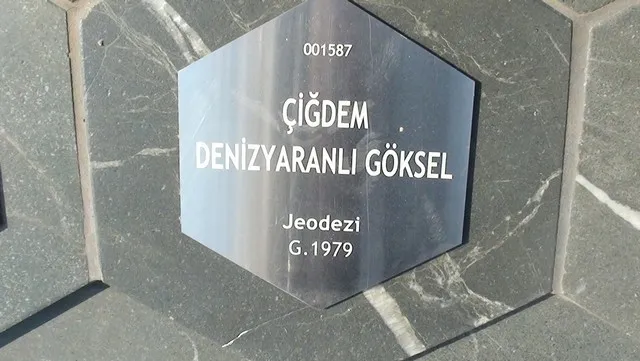 001587
ÇİĞDEM
DENİZYARANLI GÖKSEL
Jeodezi
G.1979